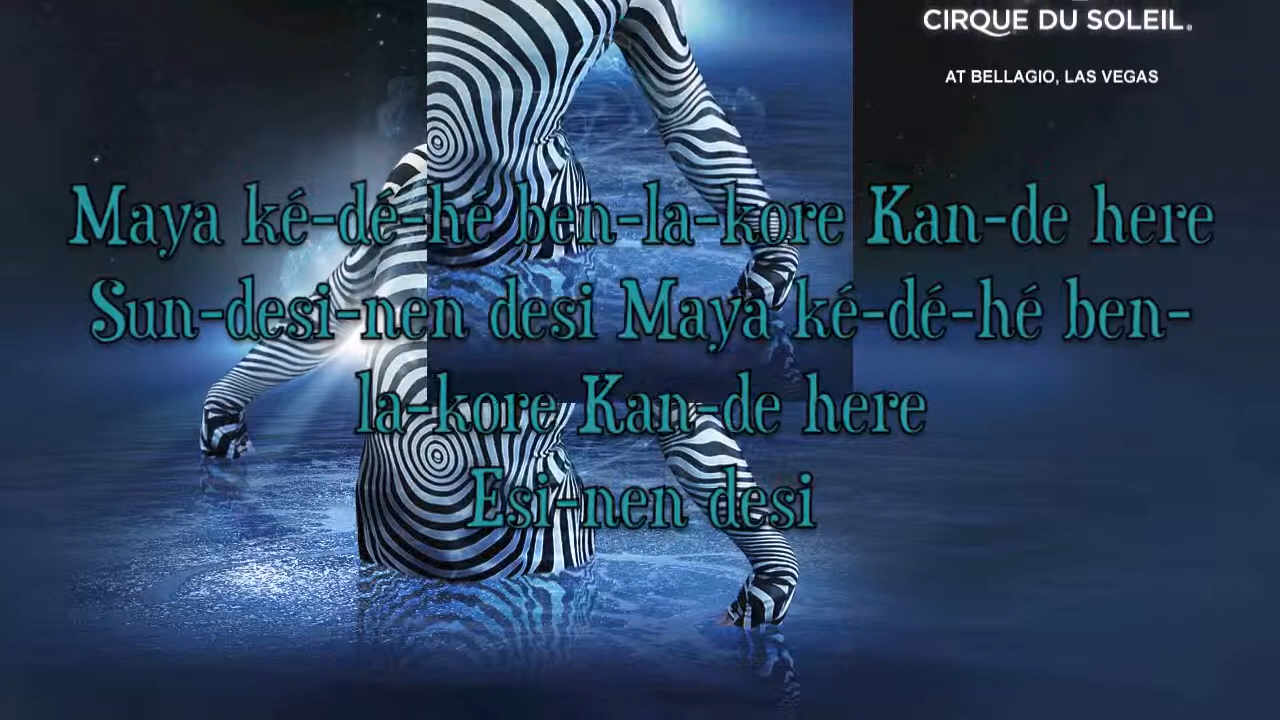 CIRQUE DU SOLEIL.
AT BELLAGIO, LAS VEGAS
Maya ké-dé-hé ben-la-kore Kan-de here
Sun-desi-nen desi Maya ké-dé-hé ben-
la-kore Kan-de here
Esi-nen desi